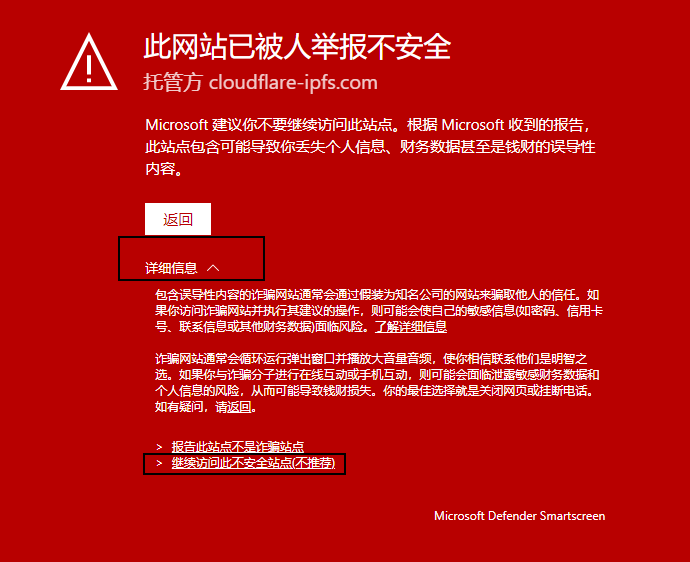 此网站已被人举报不安全
托管方 cloudflare-ipfs.com
Microsoft 建议你不要继续访问此站点。根据 Microsoft 收到的报告，
此站点包含可能导致你丢失个人信息、财务数据甚至是钱财的误导性
内容。
返回
详细信息
包含误导性内容的诈骗网站通常会通过假装为知名公司的网站来骗取他人的信任。如
果你访问诈骗网站并执行其建议的操作，则可能会使自己的敏感信息(如密码、信用卡
号、联系信息或其他财务数据)面临风险。了解详细信息
诈骗网站通常会循环运行弹出窗口并播放大音量音频，使你相信联系他们是明智之
选。如果你与诈骗分子进行在线互动或手机互动，则可能会面临泄露敏感财务数据和
个人信息的风险，从而可能导致钱财损失。你的最佳选择就是关闭网页或挂断电话。
如有疑问，请返回。
> 报告此站点不是诈骗站点
> 继续访问此不安全站点(不推荐)
Microsoft Defender Smartscreen